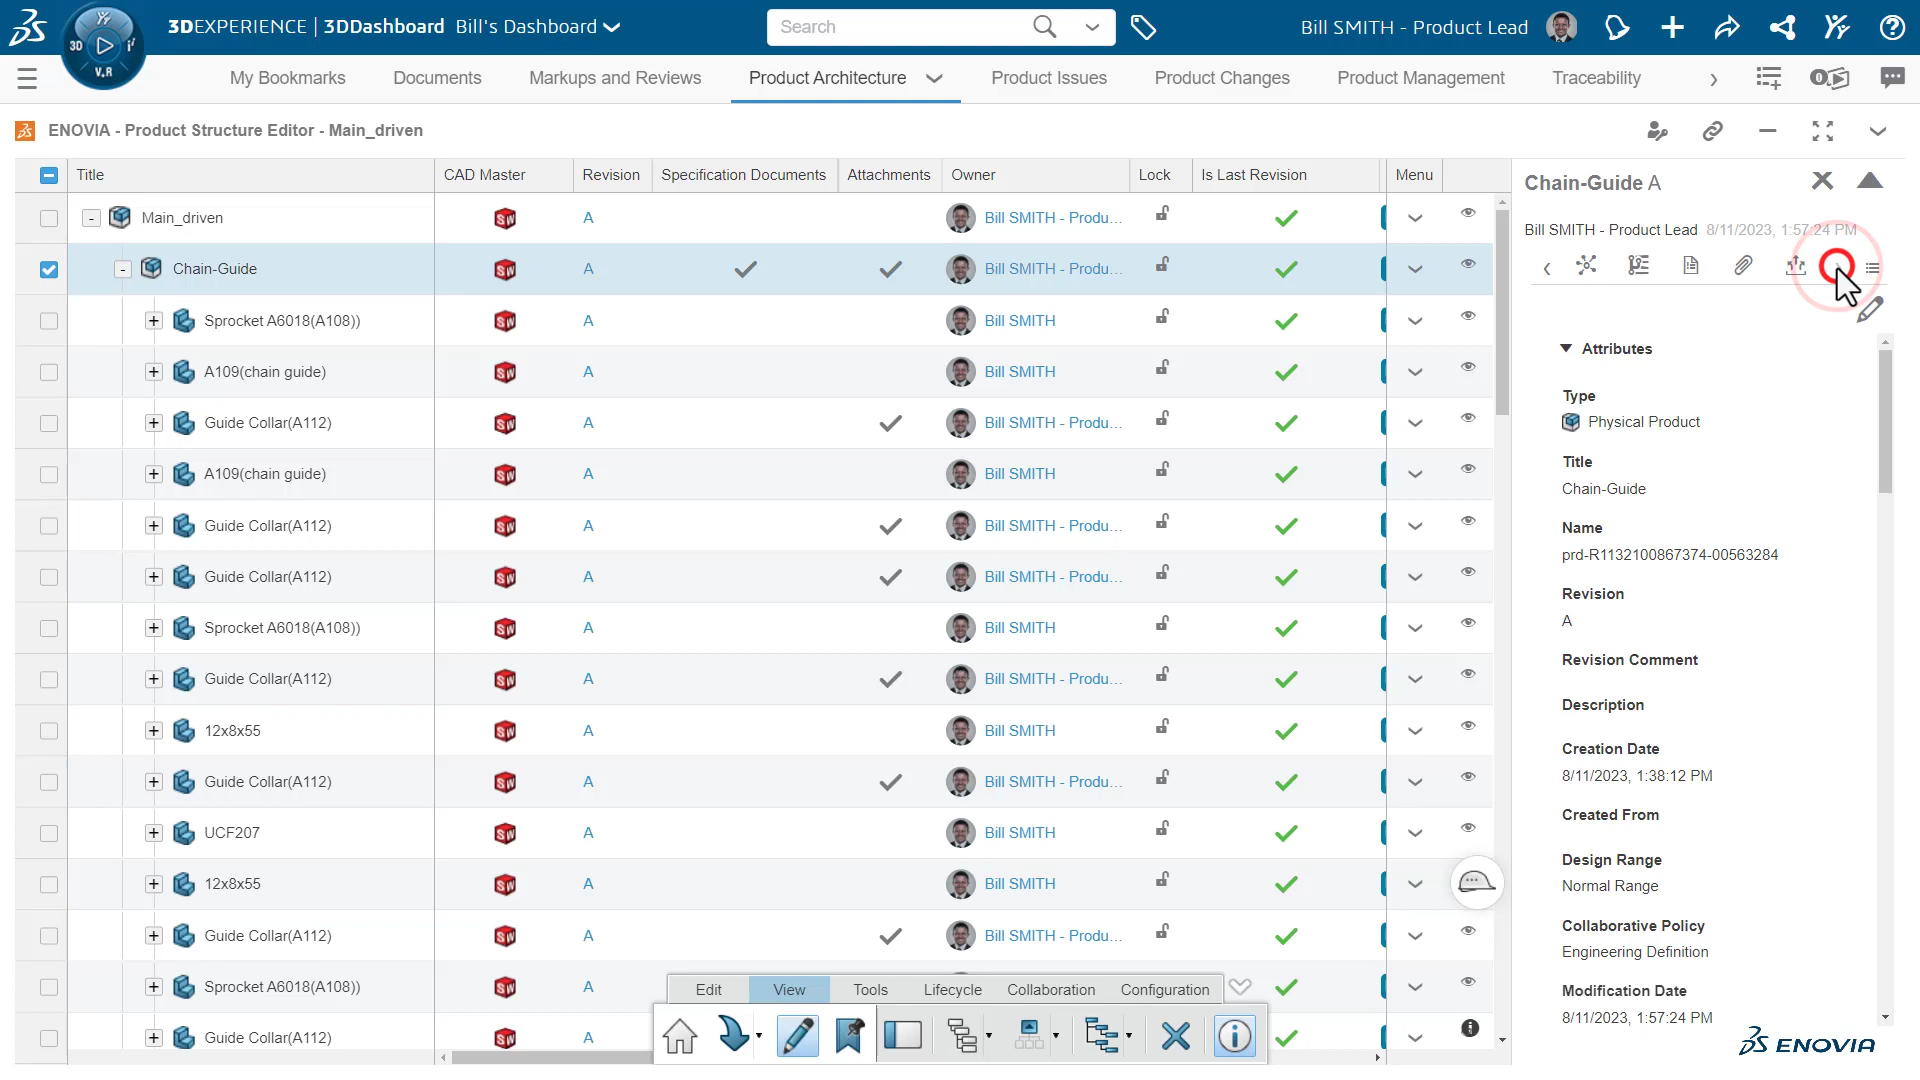 3DEXPERIENCE | 3DDashboard Bill's Dashboard
3D
V.R
Search
Bill SMITH - Product Lead
My Bookmarks Documents Markups and Reviews Product Architecture Product Issues Product Changes Product Management Traceability
0
ENOVIA - Product Structure Editor - Main_driven
Title CAD Master Revision Specification Documents Attachments Owner Lock Is Last Revision Menu
Main_driven A Bill SMITH - Produ...
Chain-Guide A Bill SMITH - Produ...
Sprocket A6018(A108)) A Bill SMITH
A109(chain guide) A Bill SMITH
Guide Collar(A112) A Bill SMITH - Produ...
A109(chain guide) A Bill SMITH
Guide Collar(A112) A Bill SMITH - Produ...
Guide Collar(A112) A Bill SMITH - Produ...
Sprocket A6018(A108)) A Bill SMITH
Guide Collar(A112) A Bill SMITH - Produ...
12x8x55 A Bill SMITH
Guide Collar(A112) A Bill SMITH - Produ...
UCF207 A Bill SMITH
12x8x55 A Bill SMITH
Guide Collar(A112) A Bill SMITH - Produ...
Sprocket A6018(A108)) A
Guide Collar(A112) A
Edit View Tools Lifecycle Collaboration Configuration
Chain-Guide A
Bill SMITH - Product Lead 8/11/2023, 1:57:24 PM
Attributes
Type
Physical Product
Title
Chain-Guide
Name
prd-R1132100867374-00563284
Revision
A
Revision Comment
Description
Creation Date
8/11/2023, 1:38:12 PM
Created From
Design Range
Normal Range
Collaborative Policy
Engineering Definition
Modification Date
8/11/2023, 1:57:24 PM
ENOVIA